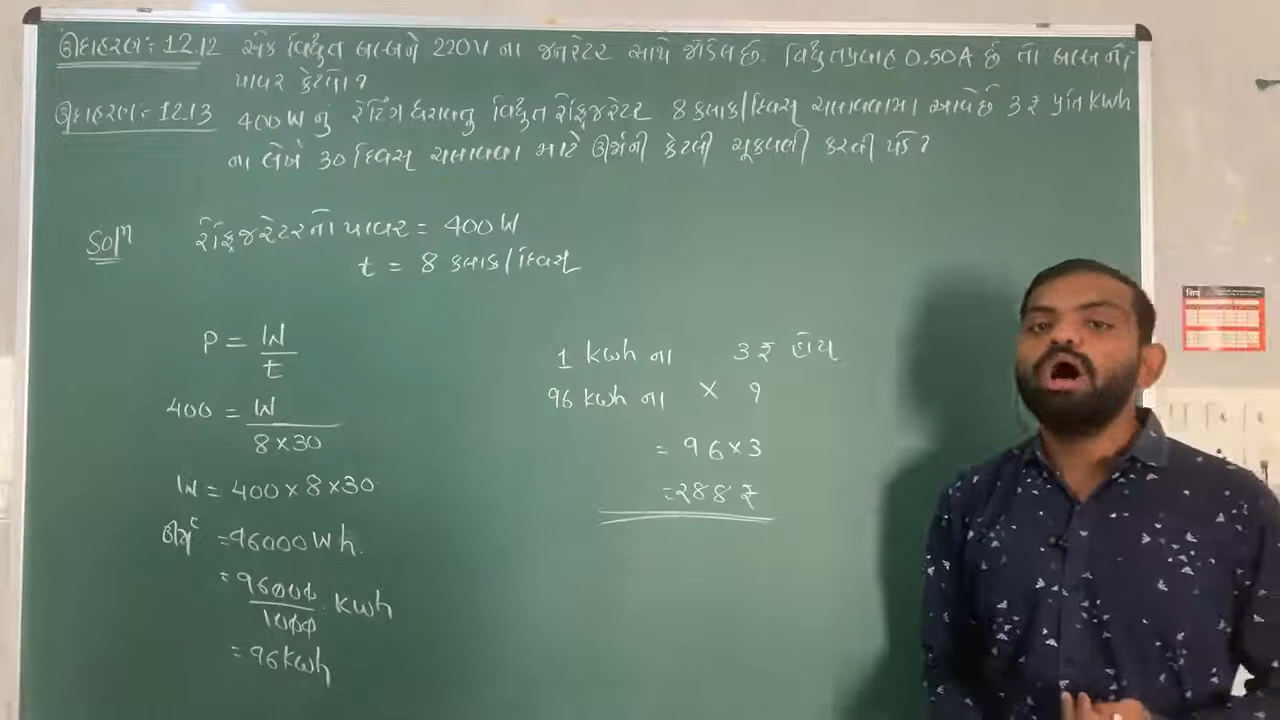 ઉદાહરણ: 12.12 એક વિદ્યુત બલ્બને 220V ના જનરેટર સાથે જોડેલ છે. વિદ્યુતપ્રવાહ 0.50A છે તો બલ્બનો
પાવર કેટલો?
ઉદાહરણ: 12.13 400W નું રેટિંગ ધરાવતું વિદ્યુત રેફ્રિજરેટર 8 કલાક/દિવસ ચલાવવામાં આવે છે 3 ₹ પ્રતિ kWh
ના લેખે 30 દિવસ ચલાવવા માટે ઊર્જાની કેટલી ચૂકવણી કરવી પડે?
Solⁿ
રેફ્રિજરેટરનો પાવર = 400 W
t = 8 કલાક/દિવસ
P = W/t
400 = W/(8×30)
W = 400×8×30
ઊર્જા = 96000 Wh.
= 96000/1000 kwh
= 96 kwh
1 kwh ના 3 ₹ હોય
96 kwh ના × ?
= 96×3
= 288 ₹